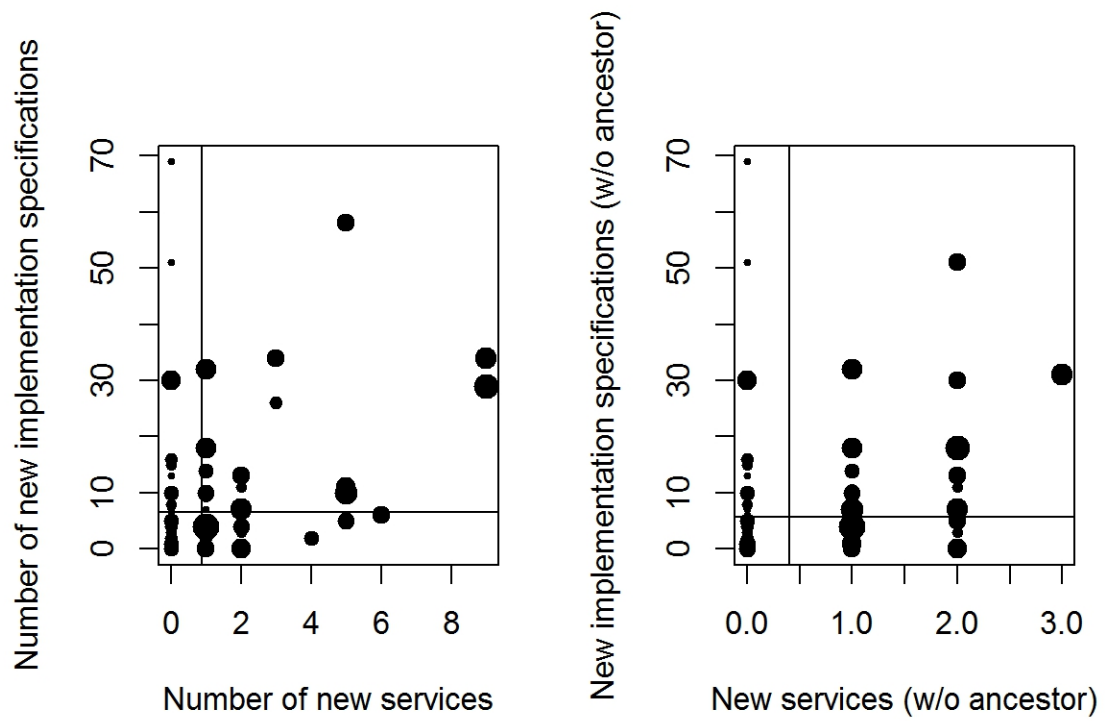 Number of new implementation specifications
70
50
30
10
0
0 2 4 6 8
Number of new services
New implementation specifications (w/o ancestor)
70
50
30
10
0
0.0 1.0 2.0 3.0
New services (w/o ancestor)